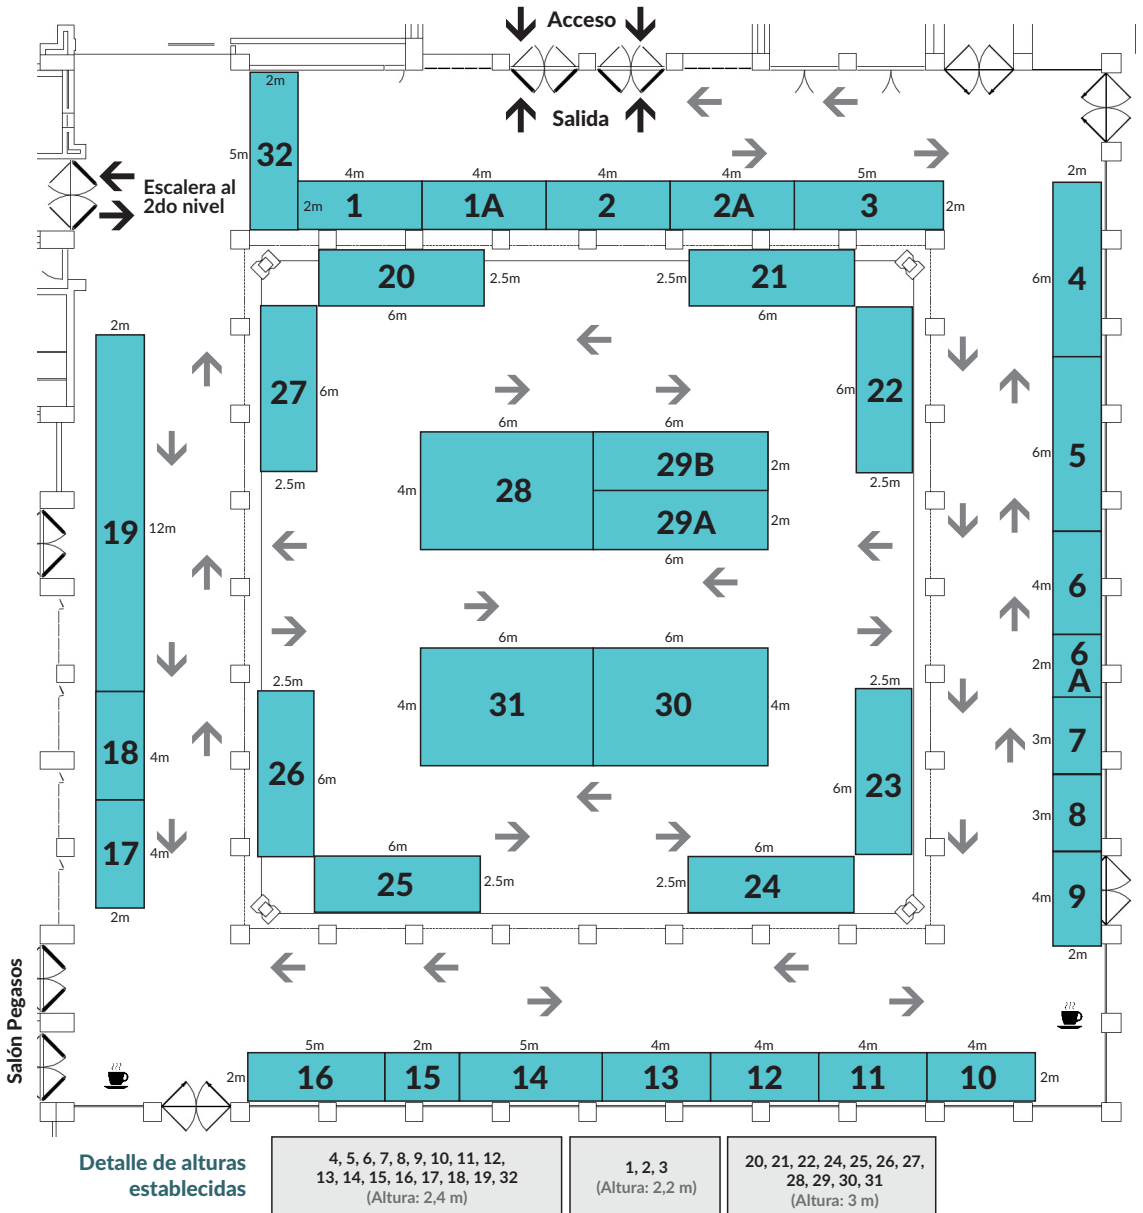 Acceso
Salida
2m
5m
32
Escalera al
2do nivel
4m
4m
4m
4m
5m
2m
1
1A
2
2A
3
2m
2m
6m
4
20
2.5m
6m
2.5m
21
6m
2m
12m
19
27
6m
2.5m
6m
22
2.5m
6m
5
6m
6m
4m
28
29B
2m
29A
2m
6m
4m
6
2m
6
A
18
4m
17
4m
2m
2.5m
26
6m
6m
6m
4m
31
30
4m
2.5m
6m
23
3m
7
3m
8
4m
9
2m
6m
25
2.5m
6m
2.5m
24
Salón Pegasos
5m
2m
5m
4m
4m
4m
4m
2m
16
15
14
13
12
11
10
2m
Detalle de alturas
establecidas
4, 5, 6, 7, 8, 9, 10, 11, 12,
13, 14, 15, 16, 17, 18, 19, 32
(Altura: 2,4 m)
1, 2, 3
(Altura: 2,2 m)
20, 21, 22, 24, 25, 26, 27,
28, 29, 30, 31
(Altura: 3 m)